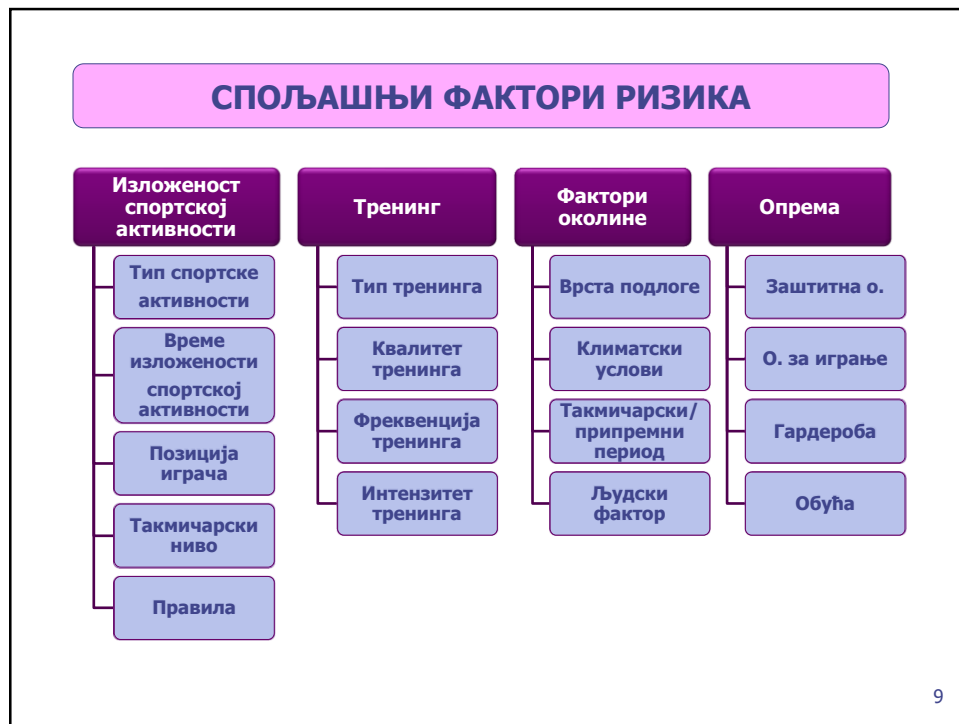 СПОЉАШЊИ ФАКТОРИ РИЗИКА
Изложеност
спортској
активности
Тип спортске
активности
Време
изложености
спортској
активности
Позиција
играча
Такмичарски
ниво
Правила
Тренинг
Тип тренинга
Квалитет
тренинга
Фреквенција
тренинга
Интензитет
тренинга
Фактори
околине
Врста подлоге
Климатски
услови
Такмичарски/
припремни
период
Људски
фактор
Опрема
Заштитна о.
О. за играње
Гардероба
Обућа
9